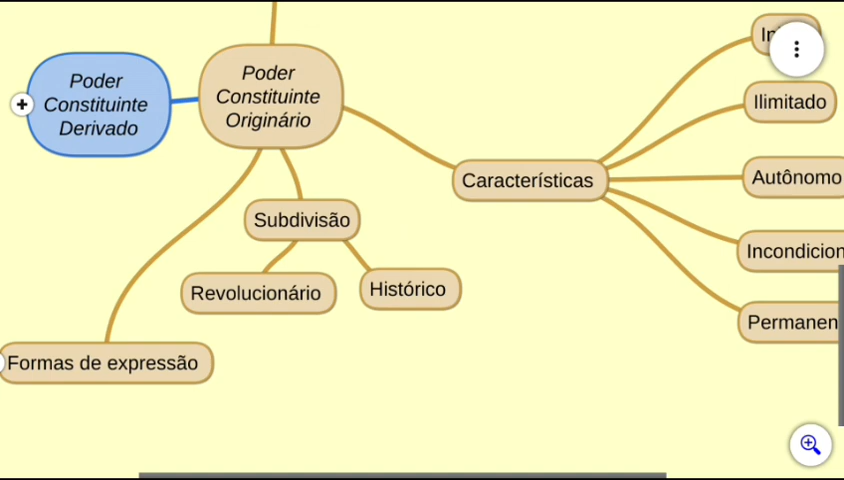 Poder
Constituinte
Derivado
Poder
Constituinte
Originário
Características
Ilimitado
Autônomo
Subdivisão
Revolucionário
Histórico
Formas de expressão